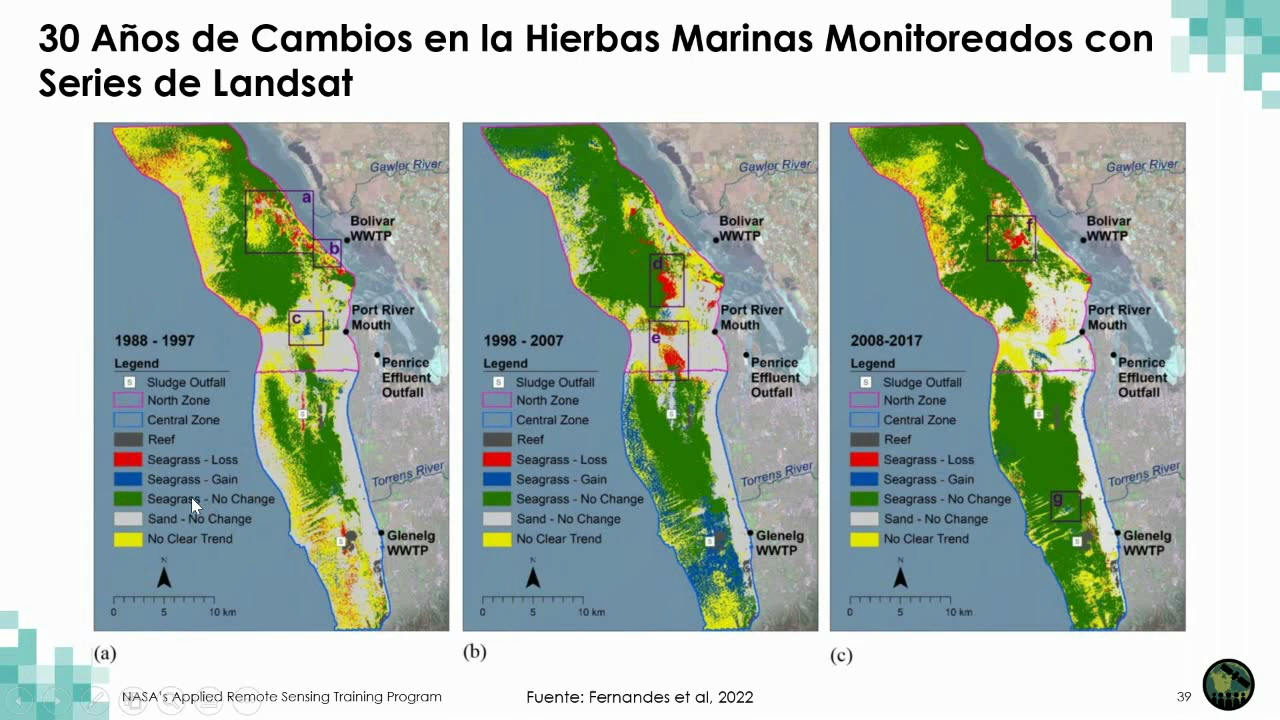 30 Años de Cambios en la Hierbas Marinas Monitoreados con
Series de Landsat
Gawler River
a
Bolivar
WWTP
b
c
Port River
Mouth
1988 - 1997
Legend
Penrice
Effluent
Outfall
S Sludge Outfall
North Zone
Central Zone
S
Reef
Seagrass - Loss
Torrens River
Seagrass - Gain
Seagrass - No Change
Sand - No Change
No Clear Trend
S
Glenelg
WWTP
N
0 5 10 km
(a)
Gawler River
Bolivar
WWTP
d
Port River
Mouth
e
1998 - 2007
Legend
Penrice
Effluent
Outfall
S Sludge Outfall
North Zone
Central Zone
S
Reef
Seagrass - Loss
Torrens River
Seagrass - Gain
Seagrass - No Change
Sand - No Change
No Clear Trend
S
Glenelg
WWTP
N
0 5 10 km
(b)
Gawler River
f
Bolivar
WWTP
Port River
Mouth
2008-2017
Legend
Penrice
Effluent
Outfall
S Sludge Outfall
North Zone
Central Zone
S
Reef
Seagrass - Loss
Torrens River
Seagrass - Gain
Seagrass - No Change
g
Sand - No Change
No Clear Trend
S
Glenelg
WWTP
N
0 5 10 km
(c)
NASA's Applied Remote Sensing Training Program
Fuente: Fernandes et al, 2022
39